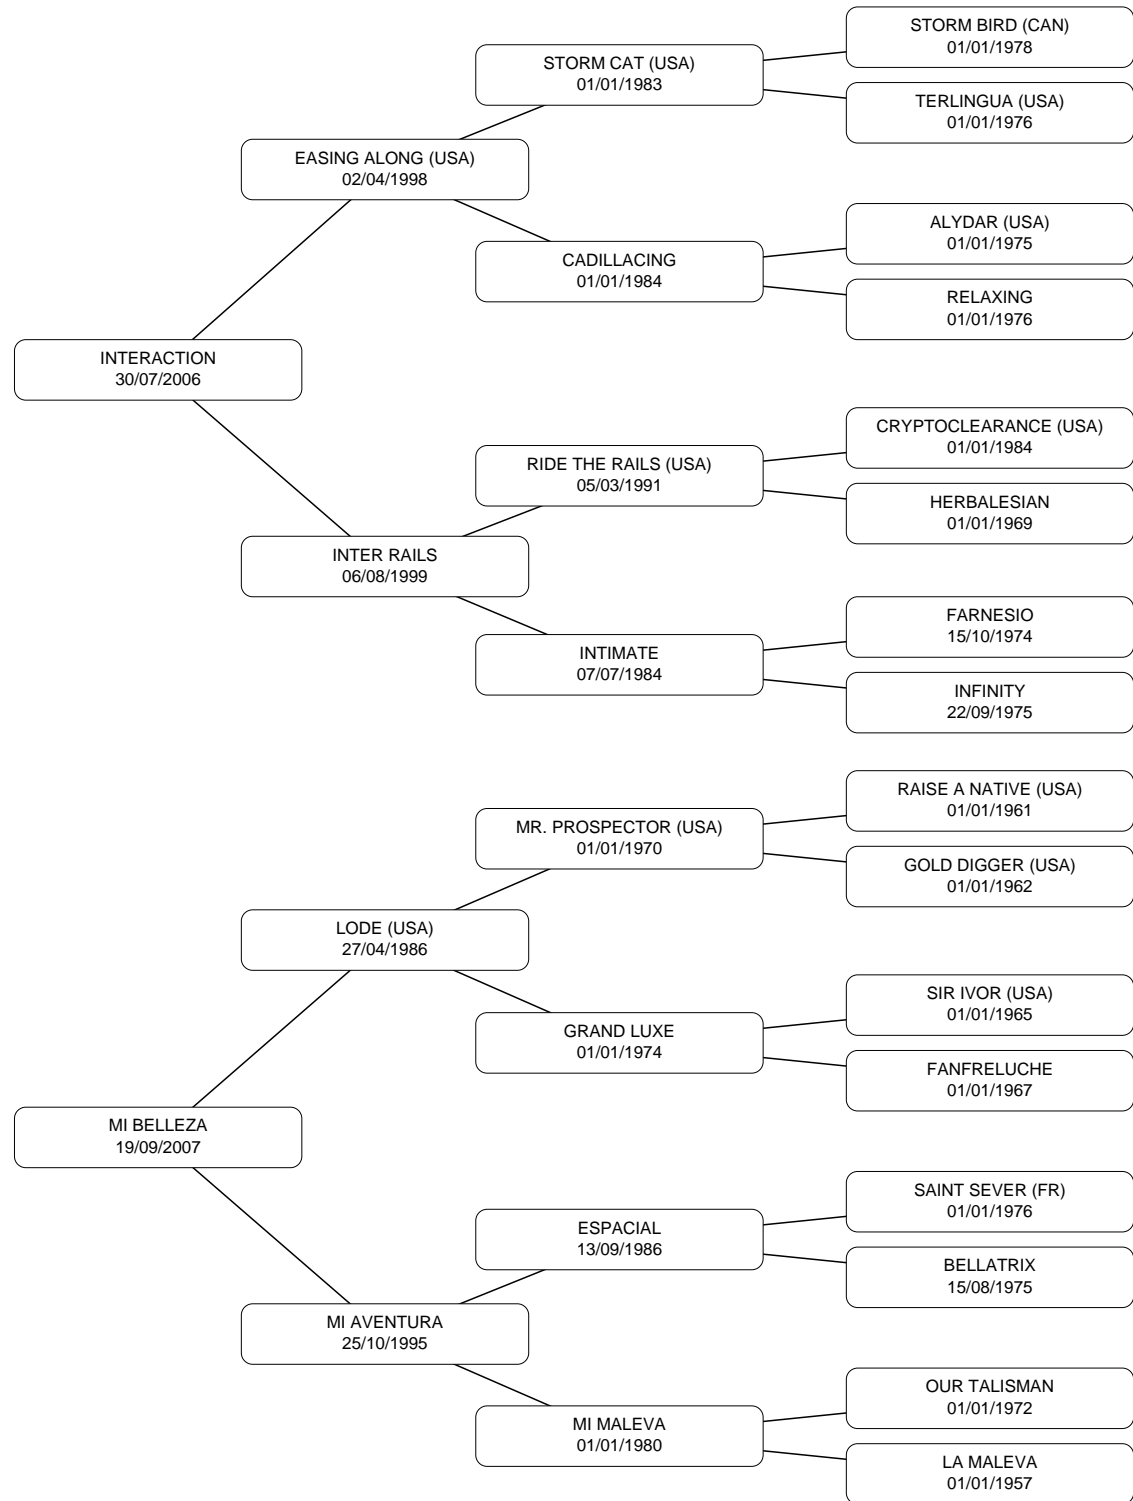 STORM BIRD (CAN)
01/01/1978
STORM CAT (USA)
01/01/1983
TERLINGUA (USA)
01/01/1976
EASING ALONG (USA)
02/04/1998
ALYDAR (USA)
01/01/1975
CADILLACING
01/01/1984
RELAXING
01/01/1976
INTERACTION
30/07/2006
CRYPTOCLEARANCE (USA)
01/01/1984
RIDE THE RAILS (USA)
05/03/1991
HERBALESIAN
01/01/1969
INTER RAILS
06/08/1999
FARNESIO
15/10/1974
INTIMATE
07/07/1984
INFINITY
22/09/1975
RAISE A NATIVE (USA)
01/01/1961
MR. PROSPECTOR (USA)
01/01/1970
GOLD DIGGER (USA)
01/01/1962
LODE (USA)
27/04/1986
SIR IVOR (USA)
01/01/1965
GRAND LUXE
01/01/1974
FANFRELUCHE
01/01/1967
MI BELLEZA
19/09/2007
SAINT SEVER (FR)
01/01/1976
ESPACIAL
13/09/1986
BELLATRIX
15/08/1975
MI AVENTURA
25/10/1995
OUR TALISMAN
01/01/1972
MI MALEVA
01/01/1980
LA MALEVA
01/01/1957